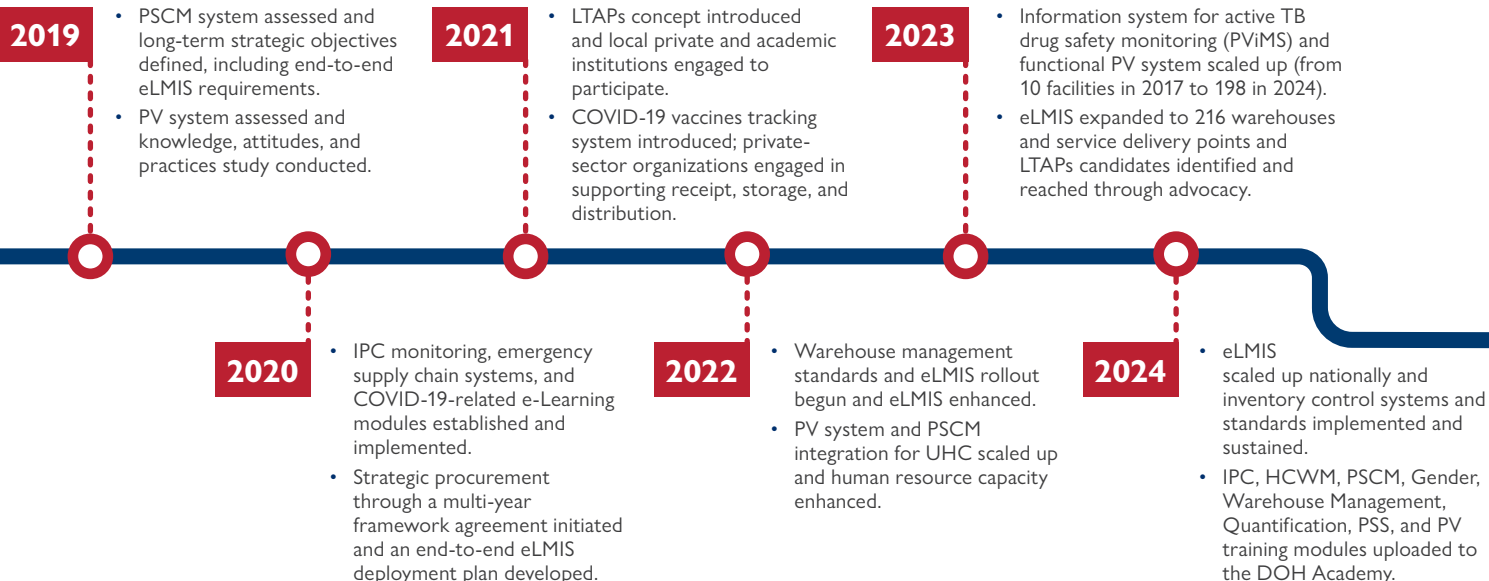 2019
• PSCM system assessed and
long-term strategic objectives
defined, including end-to-end
eLMIS requirements.
• PV system assessed and
knowledge, attitudes, and
practices study conducted.
2020
• IPC monitoring, emergency
supply chain systems, and
COVID-19-related e-Learning
modules established and
implemented.
• Strategic procurement
through a multi-year
framework agreement initiated
and an end-to-end eLMIS
deployment plan developed.
2021
• LTAPs concept introduced
and local private and academic
institutions engaged to
participate.
• COVID-19 vaccines tracking
system introduced; private-
sector organizations engaged in
supporting receipt, storage, and
distribution.
2022
• Warehouse management
standards and eLMIS rollout
begun and eLMIS enhanced.
• PV system and PSCM
integration for UHC scaled up
and human resource capacity
enhanced.
2023
• Information system for active TB
drug safety monitoring (PViMS) and
functional PV system scaled up (from
10 facilities in 2017 to 198 in 2024).
• eLMIS expanded to 216 warehouses
and service delivery points and
LTAPs candidates identified and
reached through advocacy.
2024
• eLMIS
scaled up nationally and
inventory control systems and
standards implemented and
sustained.
• IPC, HCWM, PSCM, Gender,
Warehouse Management,
Quantification, PSS, and PV
training modules uploaded to
the DOH Academy.